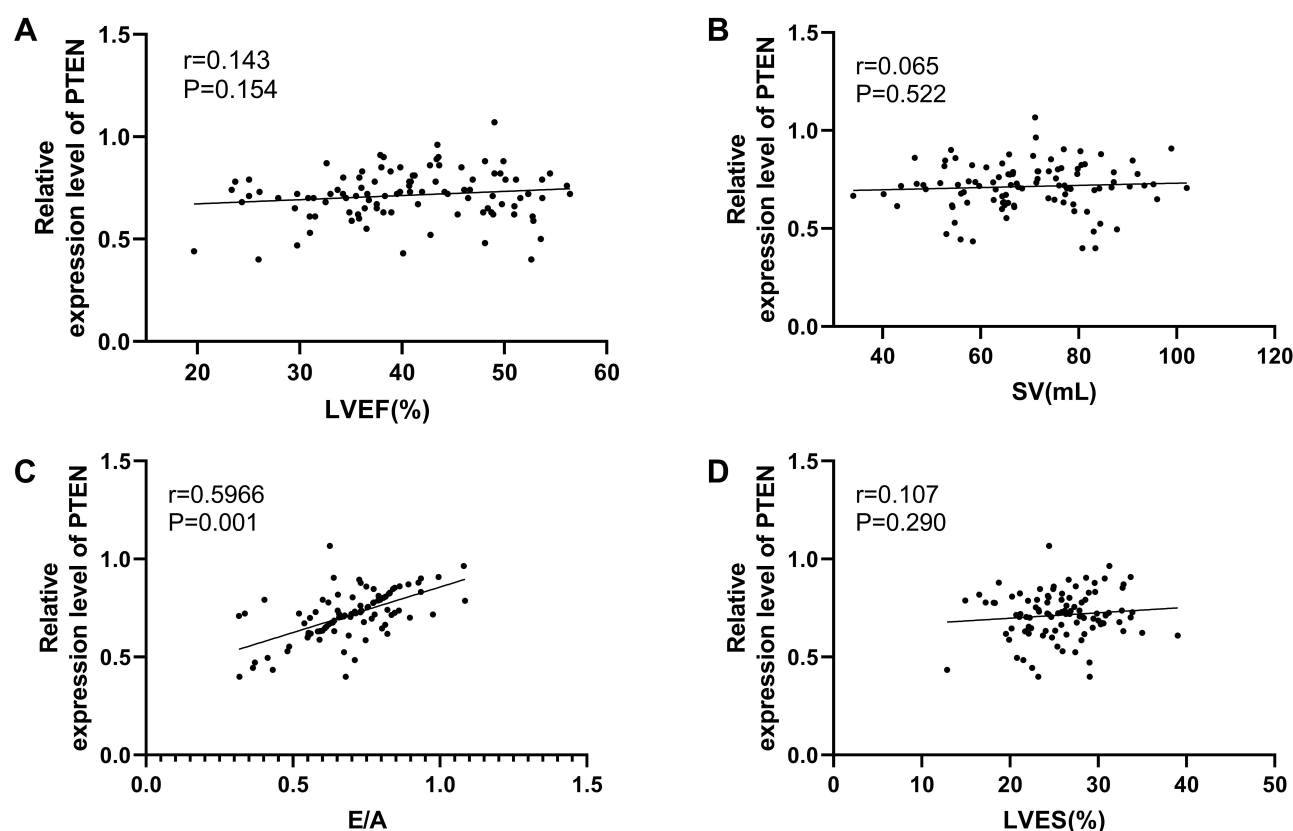 A
Relative
expression level of PTEN
1.5
1.0
0.5
0.0
r=0.143
P=0.154
20
30
40
50
60
LVEF(%)
B
Relative
expression level of PTEN
1.5
1.0
0.5
0.0
r=0.065
P=0.522
40
60
80
100
120
SV(mL)
C
Relative
expression level of PTEN
1.5
1.0
0.5
0.0
r=0.5966
P=0.001
0.0
0.5
1.0
1.5
E/A
D
Relative
expression level of PTEN
1.5
1.0
0.5
0.0
r=0.107
P=0.290
0
10
20
30
40
50
LVES(%)